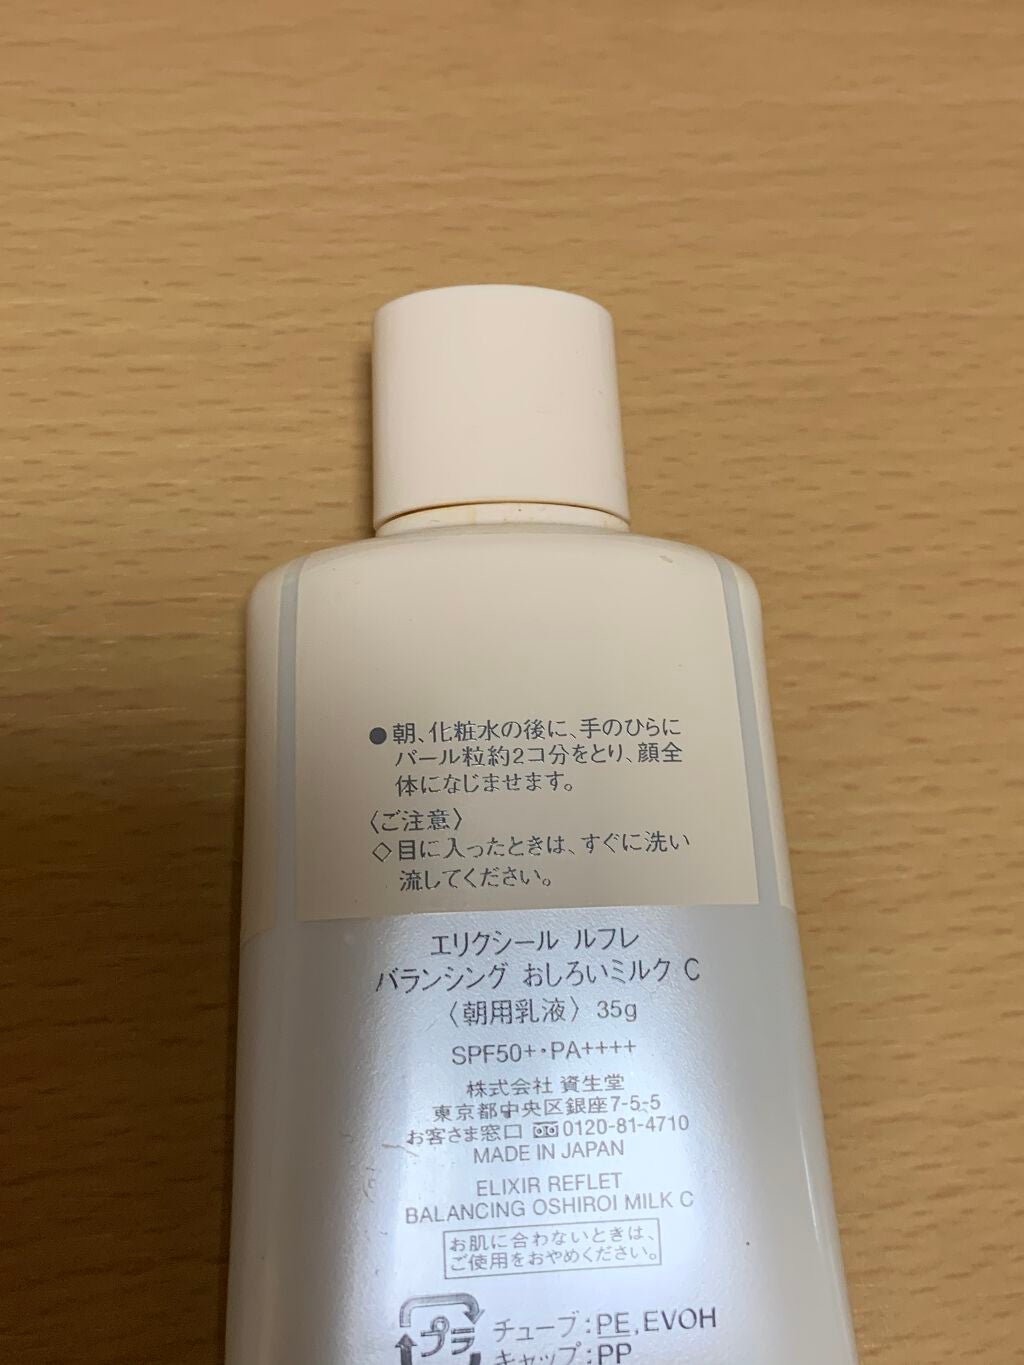 ●朝、化粧水の後に、手のひらに
パール粒約2コ分をとり、顔全
体になじませます。
〈ご注意〉
◇目に入ったときは、すぐに洗い
流してください。
エリクシール ルフレ
バランシング おしろいミルク C
〈朝用乳液〉 35g
SPF50+・PA++++
株式会社 資生堂
東京都中央区銀座7-5-5
お客さま窓口 0120-81-4710
MADE IN JAPAN
ELIXIR REFLET
BALANCING OSHIROI MILK C
お肌に合わないときは、
ご使用をおやめください。
プラ チューブ:PE,EVOH
キャップ:PP